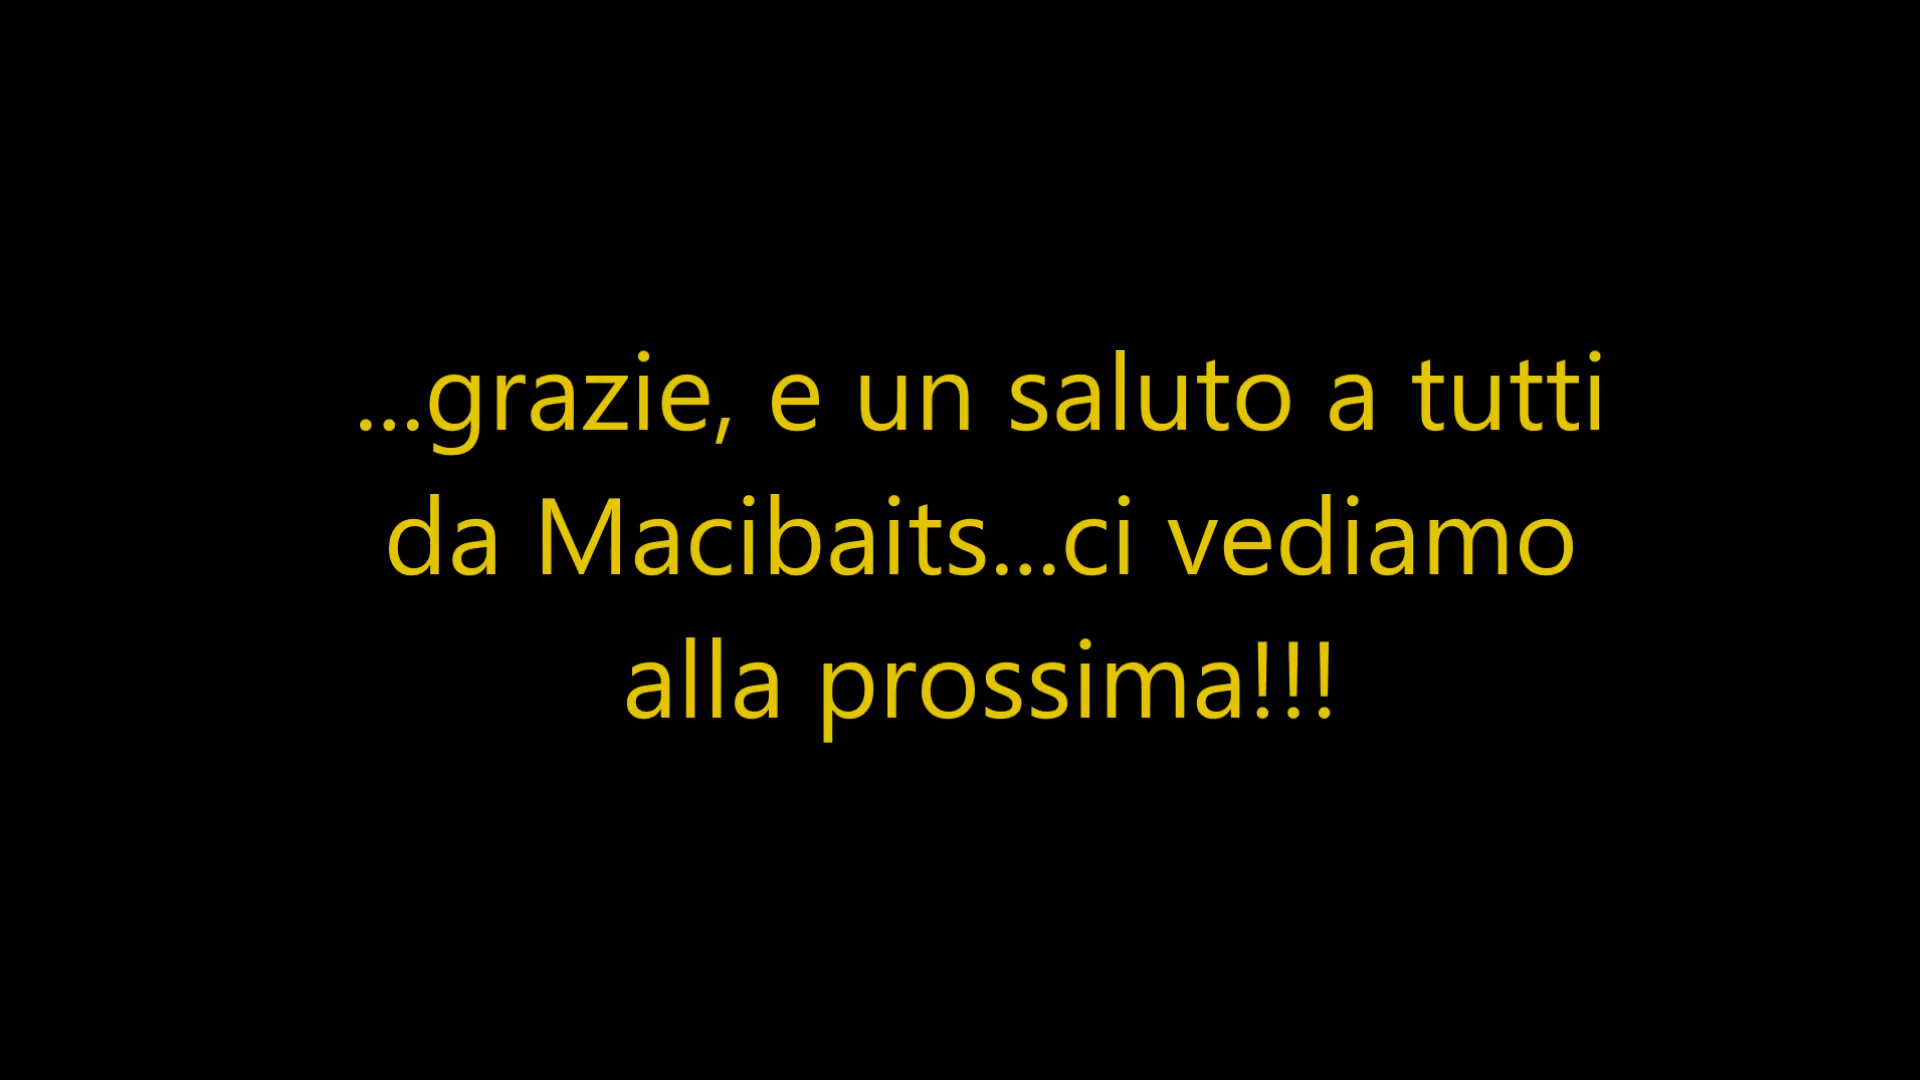 ...grazie, e un saluto a tutti
da Macibaits...ci vediamo
alla prossima!!!